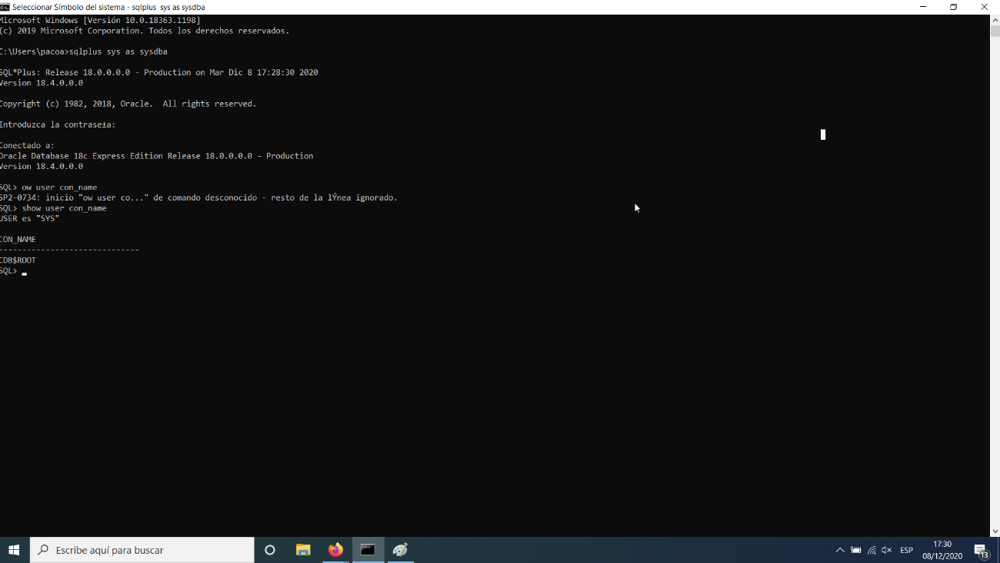 Seleccionar Símbolo del sistema - sqlplus sys as sysdba
Microsoft Windows [Versión 10.0.18363.1198]
(c) 2019 Microsoft Corporation. Todos los derechos reservados.
C:\Users\pacoa>sqlplus sys as sysdba
SQL*Plus: Release 18.0.0.0.0 - Production on Mar Dic 8 17:28:30 2020
Version 18.4.0.0.0
Copyright (c) 1982, 2018, Oracle.  All rights reserved.
Introduzca la contrase±a:
Conectado a:
Oracle Database 18c Express Edition Release 18.0.0.0.0 - Production
Version 18.4.0.0.0
SQL> ow user con_name
SP2-0734: inicio "ow user co..." de comando desconocido - resto de la lÝnea ignorado.
SQL> show user con_name
USER es "SYS"
CON_NAME
------------------------------
CDB$ROOT
SQL>
Escribe aquí para buscar
ESP
17:30
08/12/2020
13